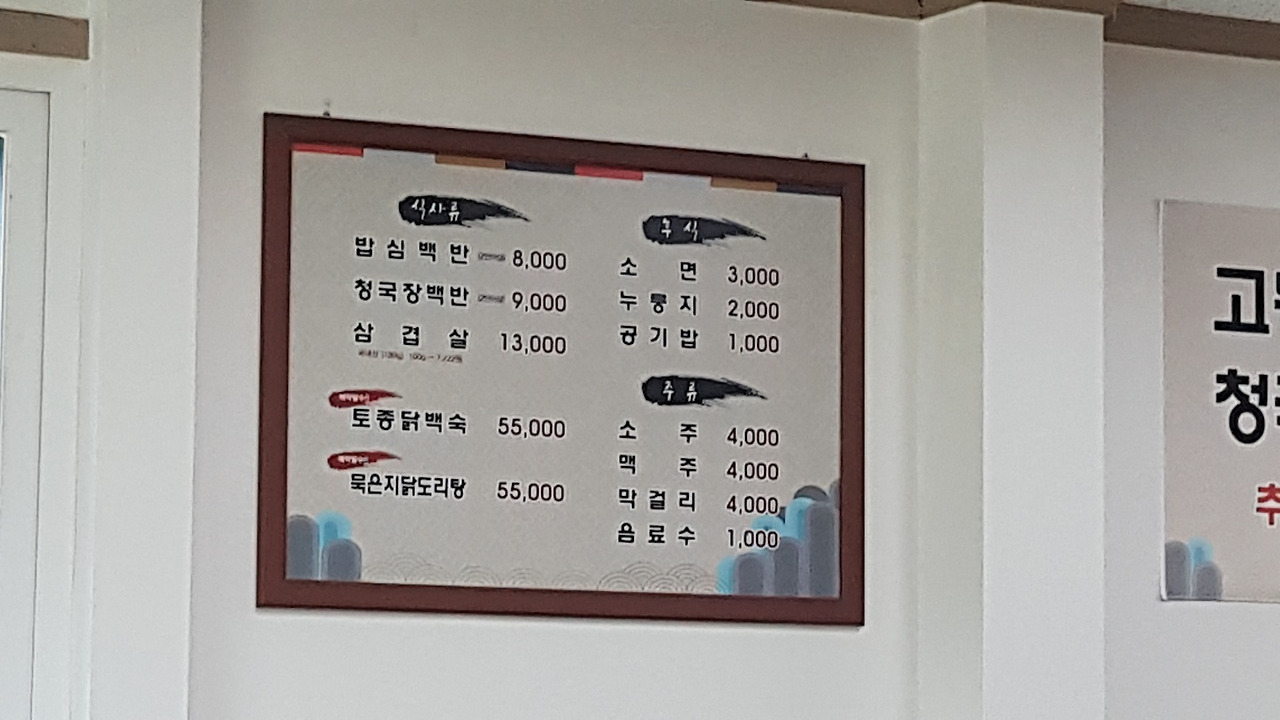 식사류
밥심백반 8,000
청국장백반 9,000
삼겹살 13,000
토종닭백숙 55,000
묵은지닭도리탕 55,000
후식
소면 3,000
누룽지 2,000
공기밥 1,000
주류
소주 4,000
맥주 4,000
막걸리 4,000
음료수 1,000
고
청